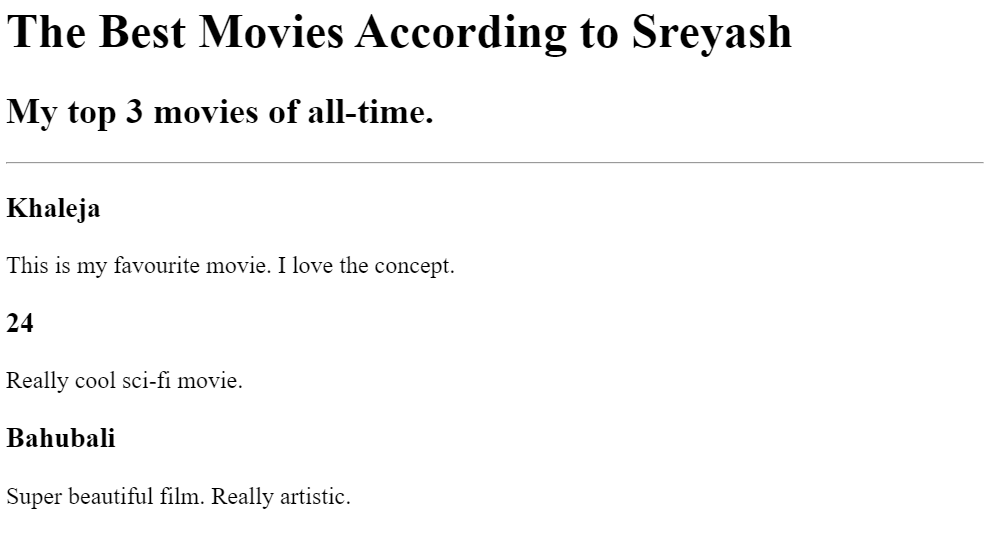 The Best Movies According to Sreyash
My top 3 movies of all-time.
Khaleja
This is my favourite movie. I love the concept.
24
Really cool sci-fi movie.
Bahubali
Super beautiful film. Really artistic.